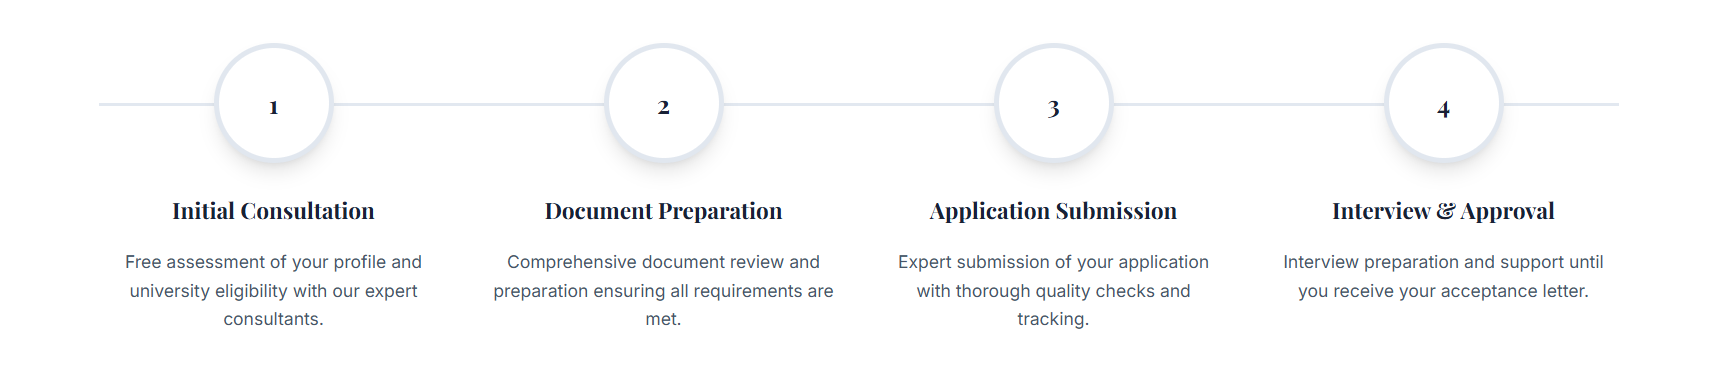 1
Initial Consultation
Free assessment of your profile and
university eligibility with our expert
consultants.
2
Document Preparation
Comprehensive document review and
preparation ensuring all requirements are
met.
3
Application Submission
Expert submission of your application
with thorough quality checks and
tracking.
4
Interview & Approval
Interview preparation and support until
you receive your acceptance letter.